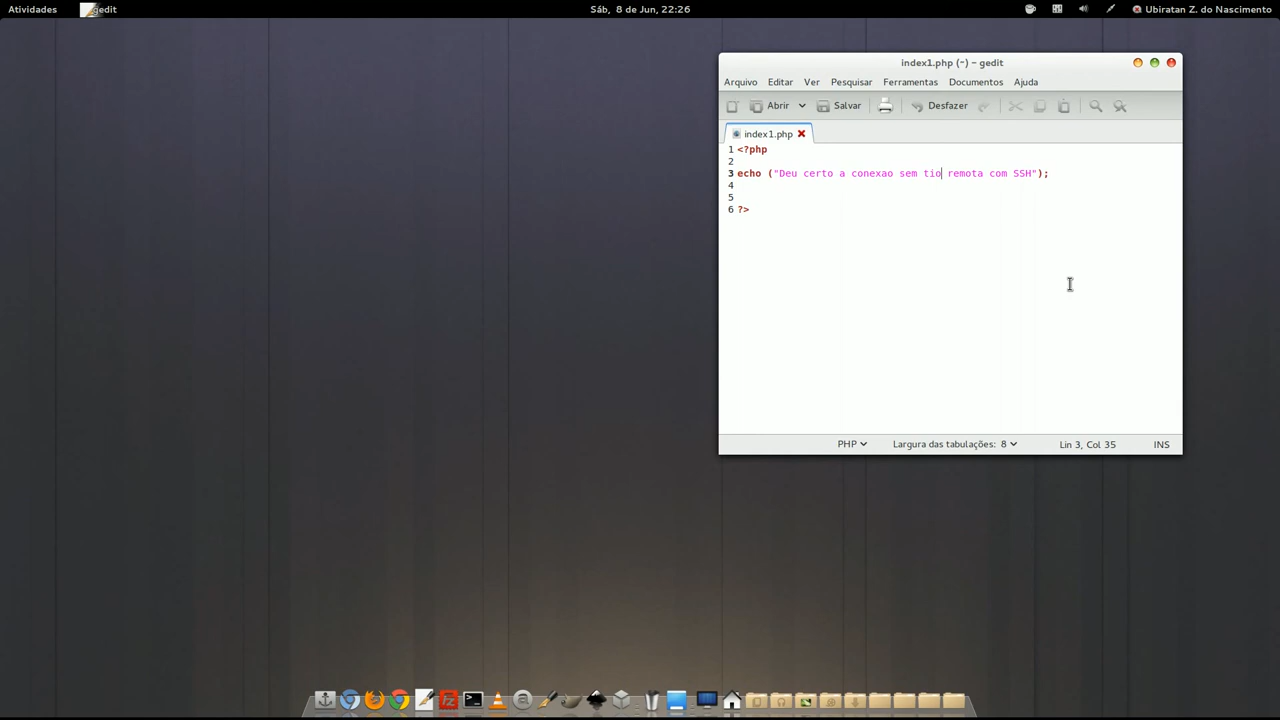 Atividades gedit Sáb, 8 de Jun, 22:26 Ubiratan Z. do Nascimento
index1.php (~) – gedit
Arquivo Editar Ver Pesquisar Ferramentas Documentos Ajuda
Abrir Salvar Desfazer
index1.php
1 <?php
2
3 echo ("Deu certo a conexao sem tio remota com SSH");
4
5
6 ?>
PHP Largura das tabulações: 8 Lin 3, Col 35 INS